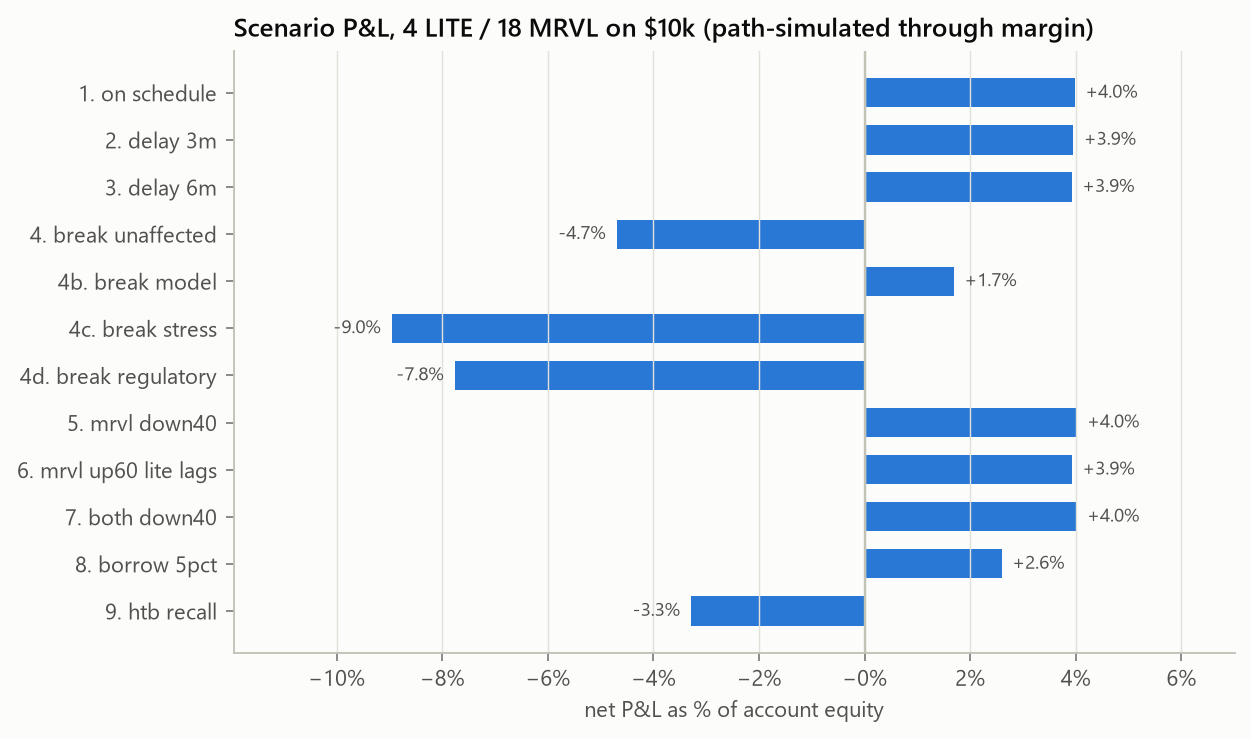 Scenario P&L, 4 LITE / 18 MRVL on $10k (path-simulated through margin)
1. on schedule +4.0%
2. delay 3m +3.9%
3. delay 6m +3.9%
4. break unaffected -4.7%
4b. break model +1.7%
4c. break stress -9.0%
4d. break regulatory -7.8%
5. mrvl down40 +4.0%
6. mrvl up60 lite lags +3.9%
7. both down40 +4.0%
8. borrow 5pct +2.6%
9. htb recall -3.3%
−10% −8% −6% −4% −2% −0% 2% 4% 6%
net P&L as % of account equity